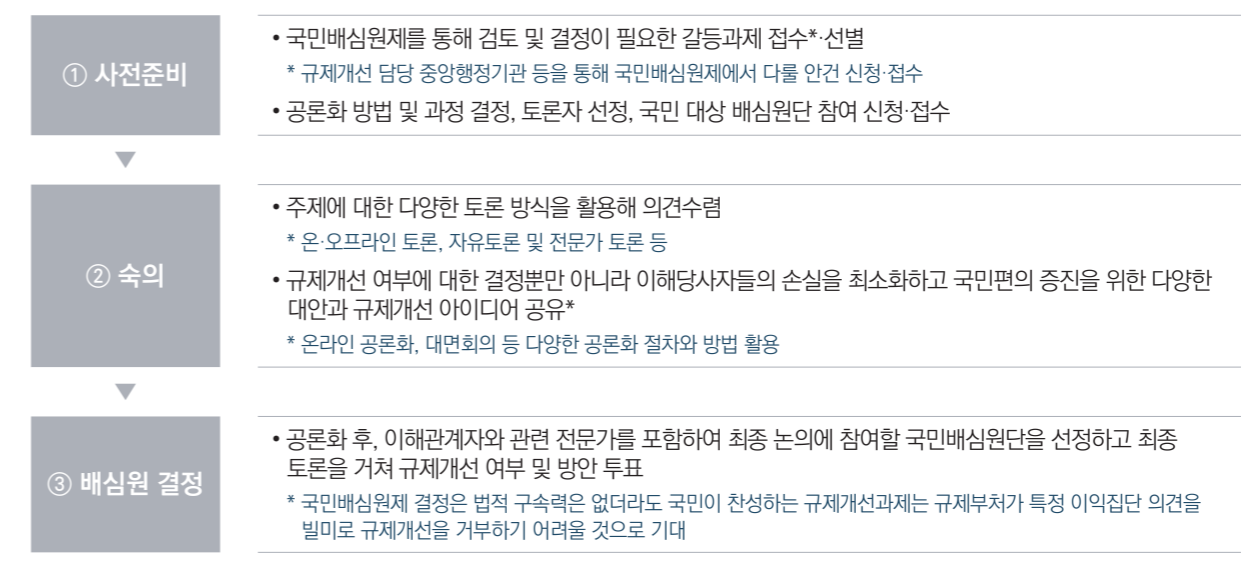 ① 사전준비
• 국민배심원제를 통해 검토 및 결정이 필요한 갈등과제 접수*·선별
* 규제개선 담당 중앙행정기관 등을 통해 국민배심원제에서 다룰 안건 신청·접수
• 공론화 방법 및 과정 결정, 토론자 선정, 국민 대상 배심원단 참여 신청·접수
▼
② 숙의
• 주제에 대한 다양한 토론 방식을 활용해 의견수렴
* 온·오프라인 토론, 자유토론 및 전문가 토론 등
• 규제개선 여부에 대한 결정뿐만 아니라 이해당사자들의 손실을 최소화하고 국민편의 증진을 위한 다양한
대안과 규제개선 아이디어 공유*
* 온라인 공론화, 대면회의 등 다양한 공론화 절차와 방법 활용
▼
③ 배심원 결정
• 공론화 후, 이해관계자와 관련 전문가를 포함하여 최종 논의에 참여할 국민배심원단을 선정하고 최종
토론을 거쳐 규제개선 여부 및 방안 투표
* 국민배심원제 결정은 법적 구속력은 없더라도 국민이 찬성하는 규제개선과제는 규제부처가 특정 이익집단 의견을
빌미로 규제개선을 거부하기 어려울 것으로 기대